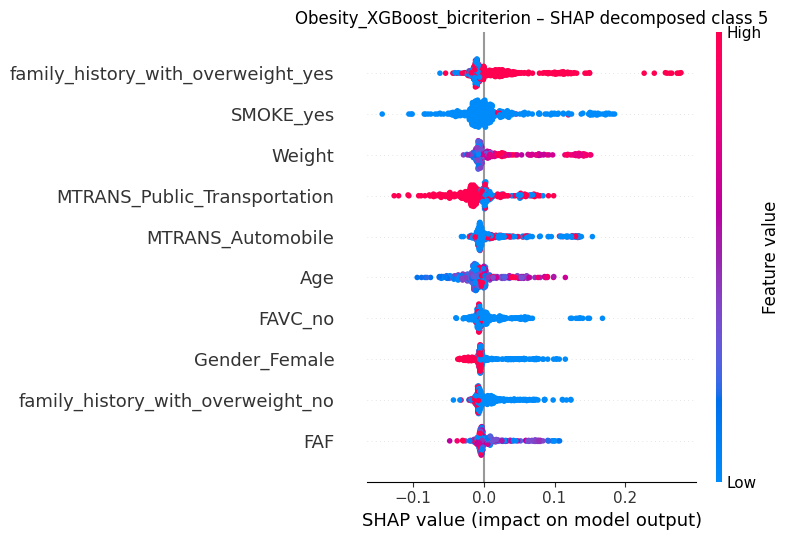 Obesity_XGBoost_bicriterion – SHAP decomposed class 5
High
family_history_with_overweight_yes
SMOKE_yes
Weight
MTRANS_Public_Transportation
MTRANS_Automobile
Age
FAVC_no
Gender_Female
family_history_with_overweight_no
FAF
Feature value
Low
−0.1 0.0 0.1 0.2
SHAP value (impact on model output)